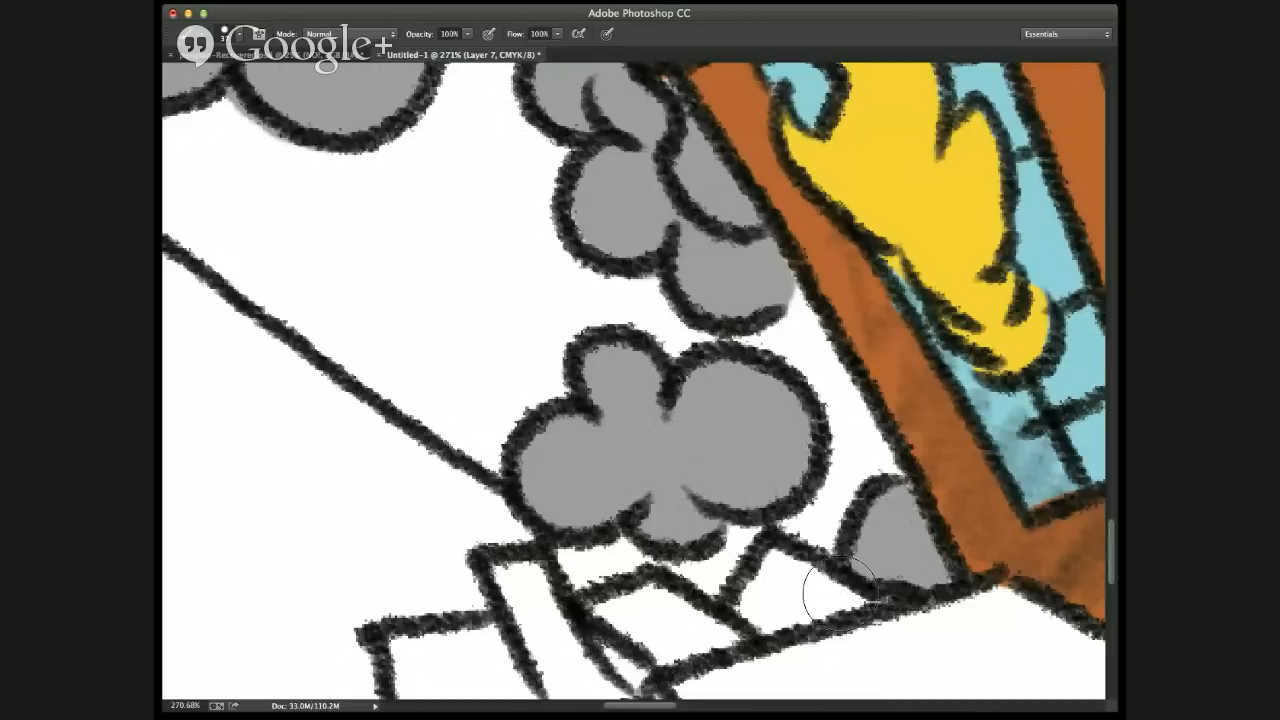 Adobe Photoshop CC
Mode: Normal Opacity: 100% Flow: 100% Essentials
Google+
Untitled-1 @ 271% (Layer 7, CMYK/8) *
270.68% Doc: 33.0M/110.2M